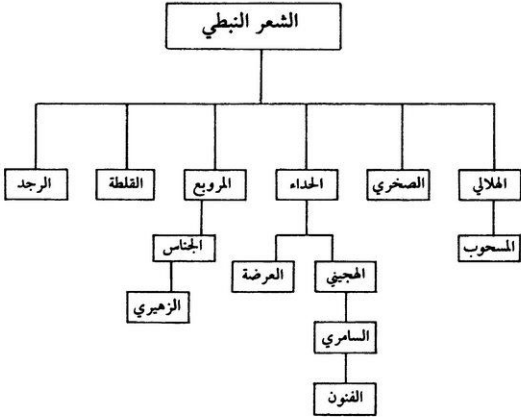 الشعر النبطي
الهلالي
الصخري
الحداء
المروبع
القلطة
الرجد
المسحوب
الهجيني
العرضة
الجناس
الزهيري
السامري
الفنون